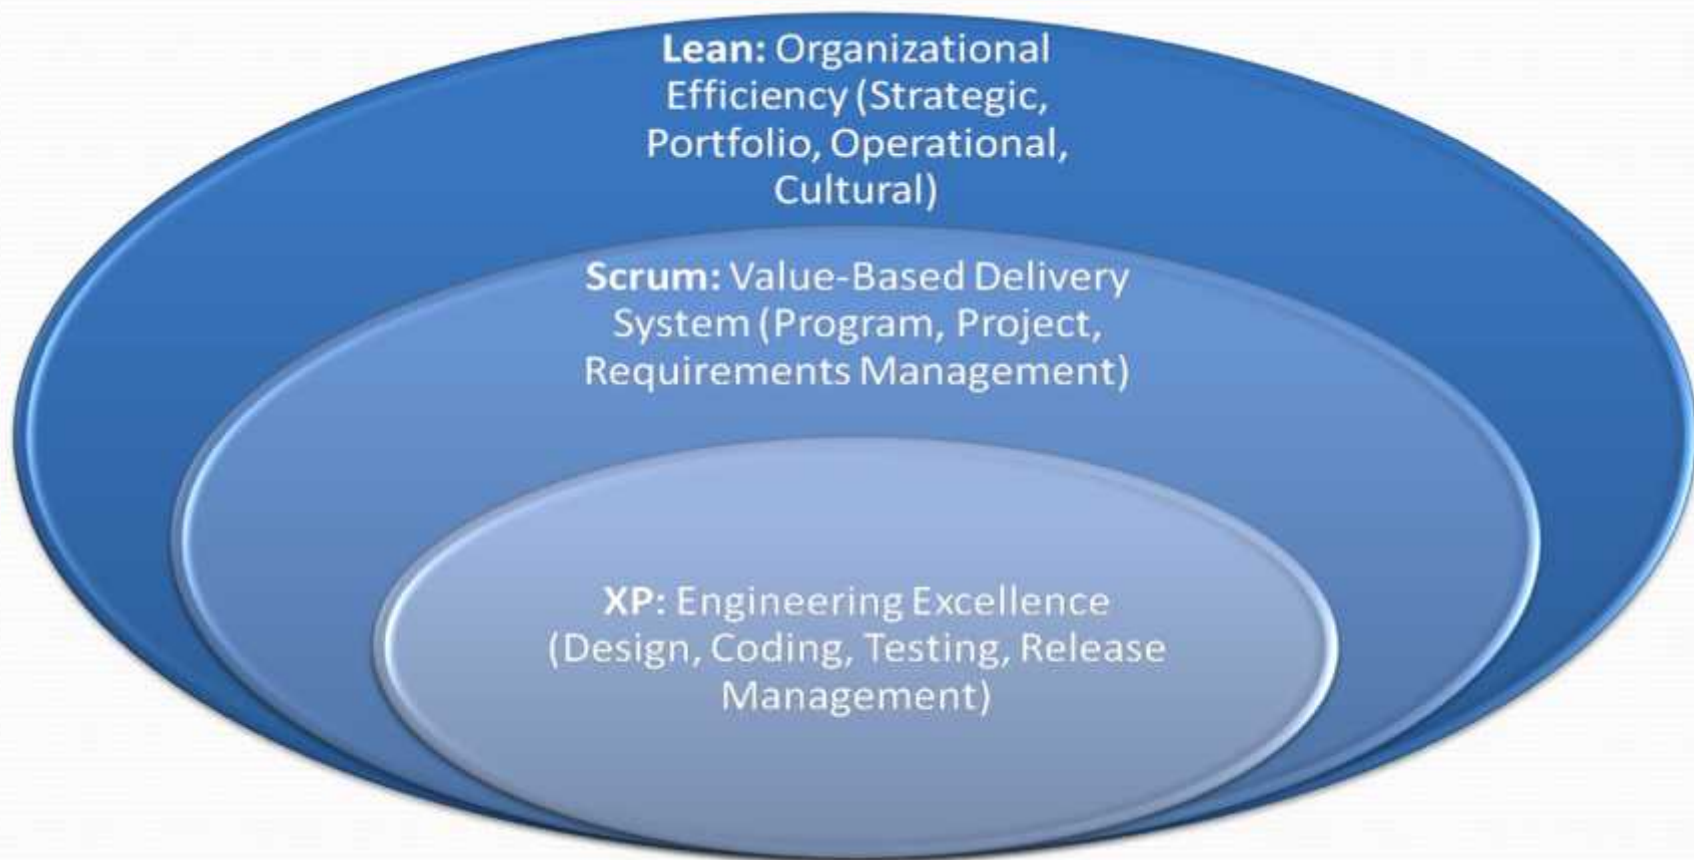 Lean: Organizational
Efficiency (Strategic,
Portfolio, Operational,
Cultural)
Scrum: Value-Based Delivery
System (Program, Project,
Requirements Management)
XP: Engineering Excellence
(Design, Coding, Testing, Release
Management)